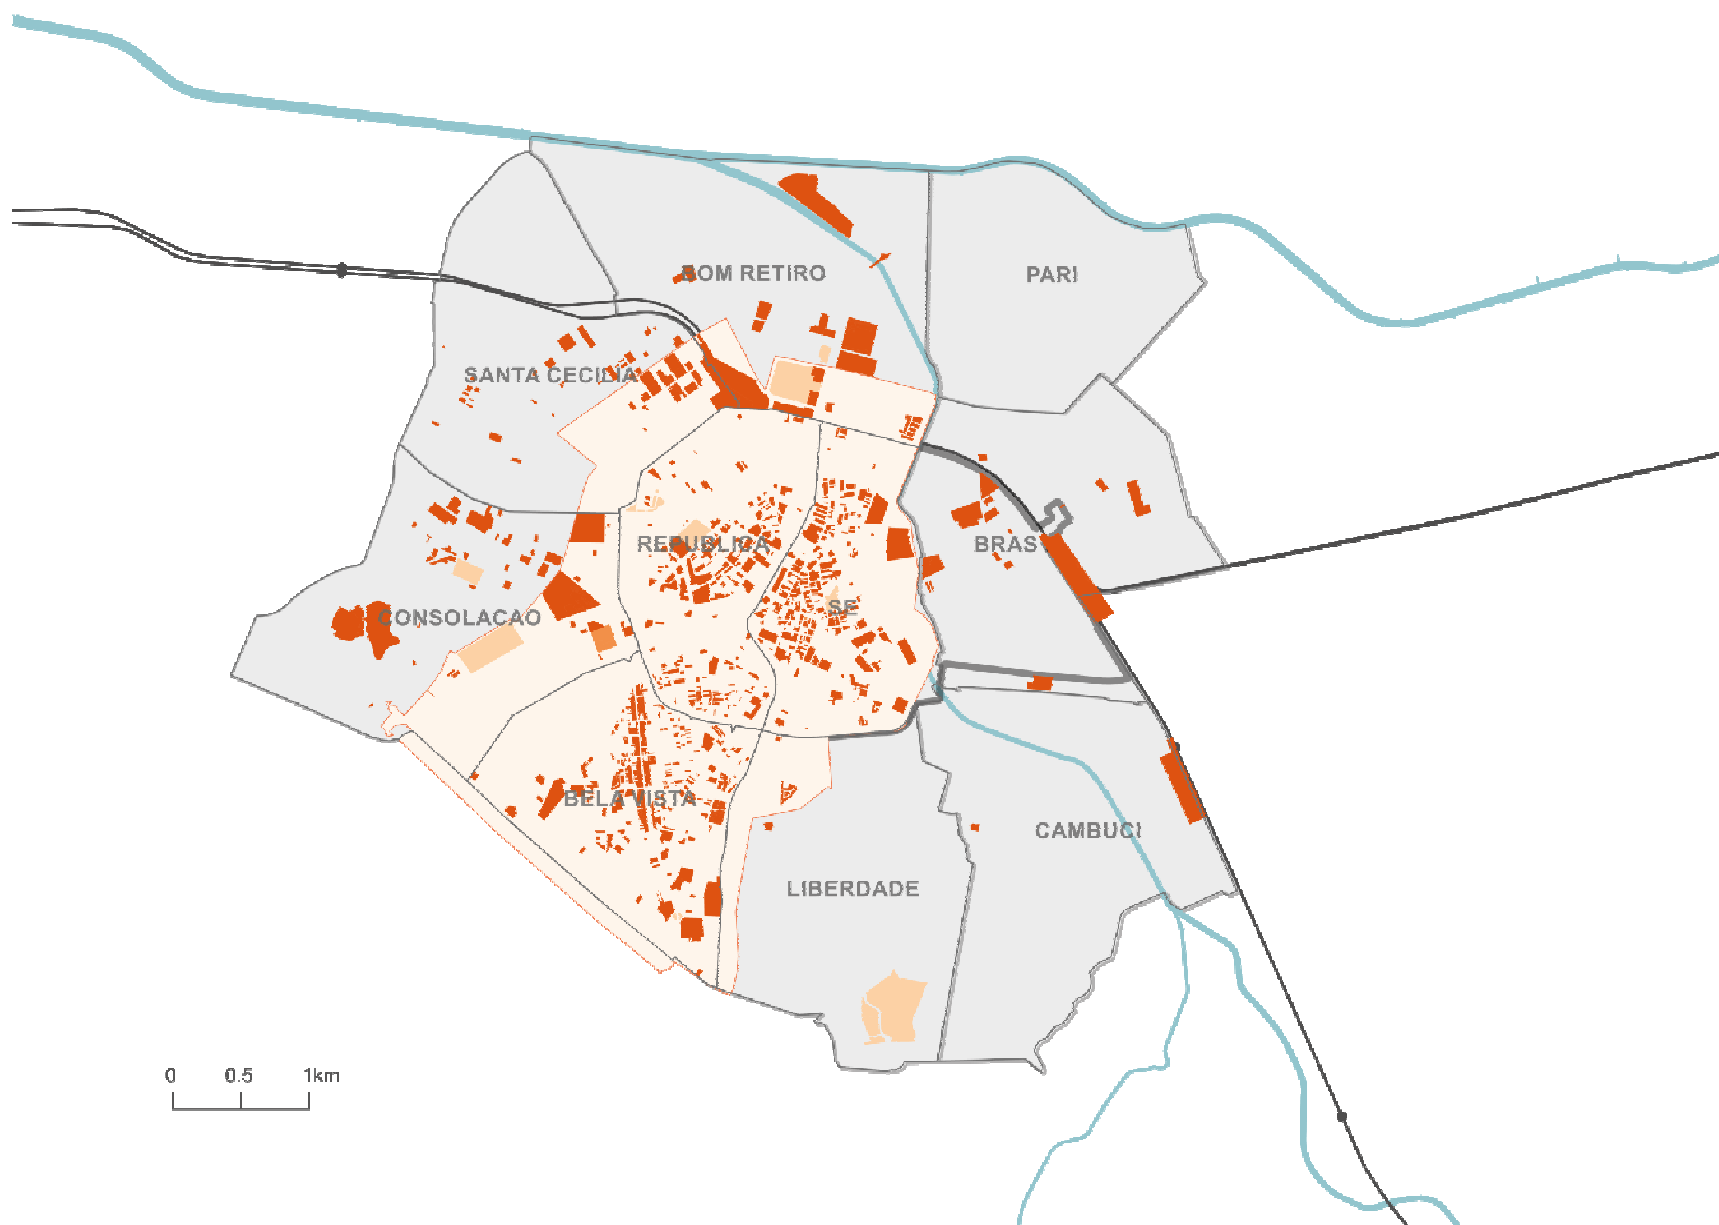 BOM RETIRO
PARI
SANTA CECILIA
REPUBLICA
BRAS
SE
CONSOLACAO
BELA VISTA
CAMBUCI
LIBERDADE
0 0.5 1km